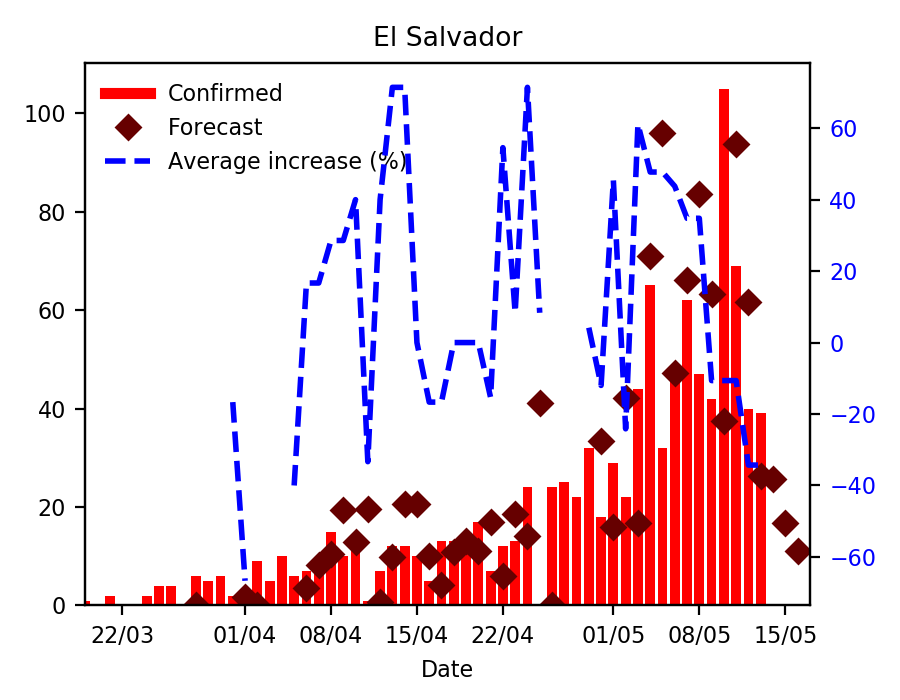 El Salvador
Confirmed
Forecast
Average increase (%)
100
80
60
40
20
0
60
40
20
0
−20
−40
−60
22/03 01/04 08/04 15/04 22/04 01/05 08/05 15/05
Date